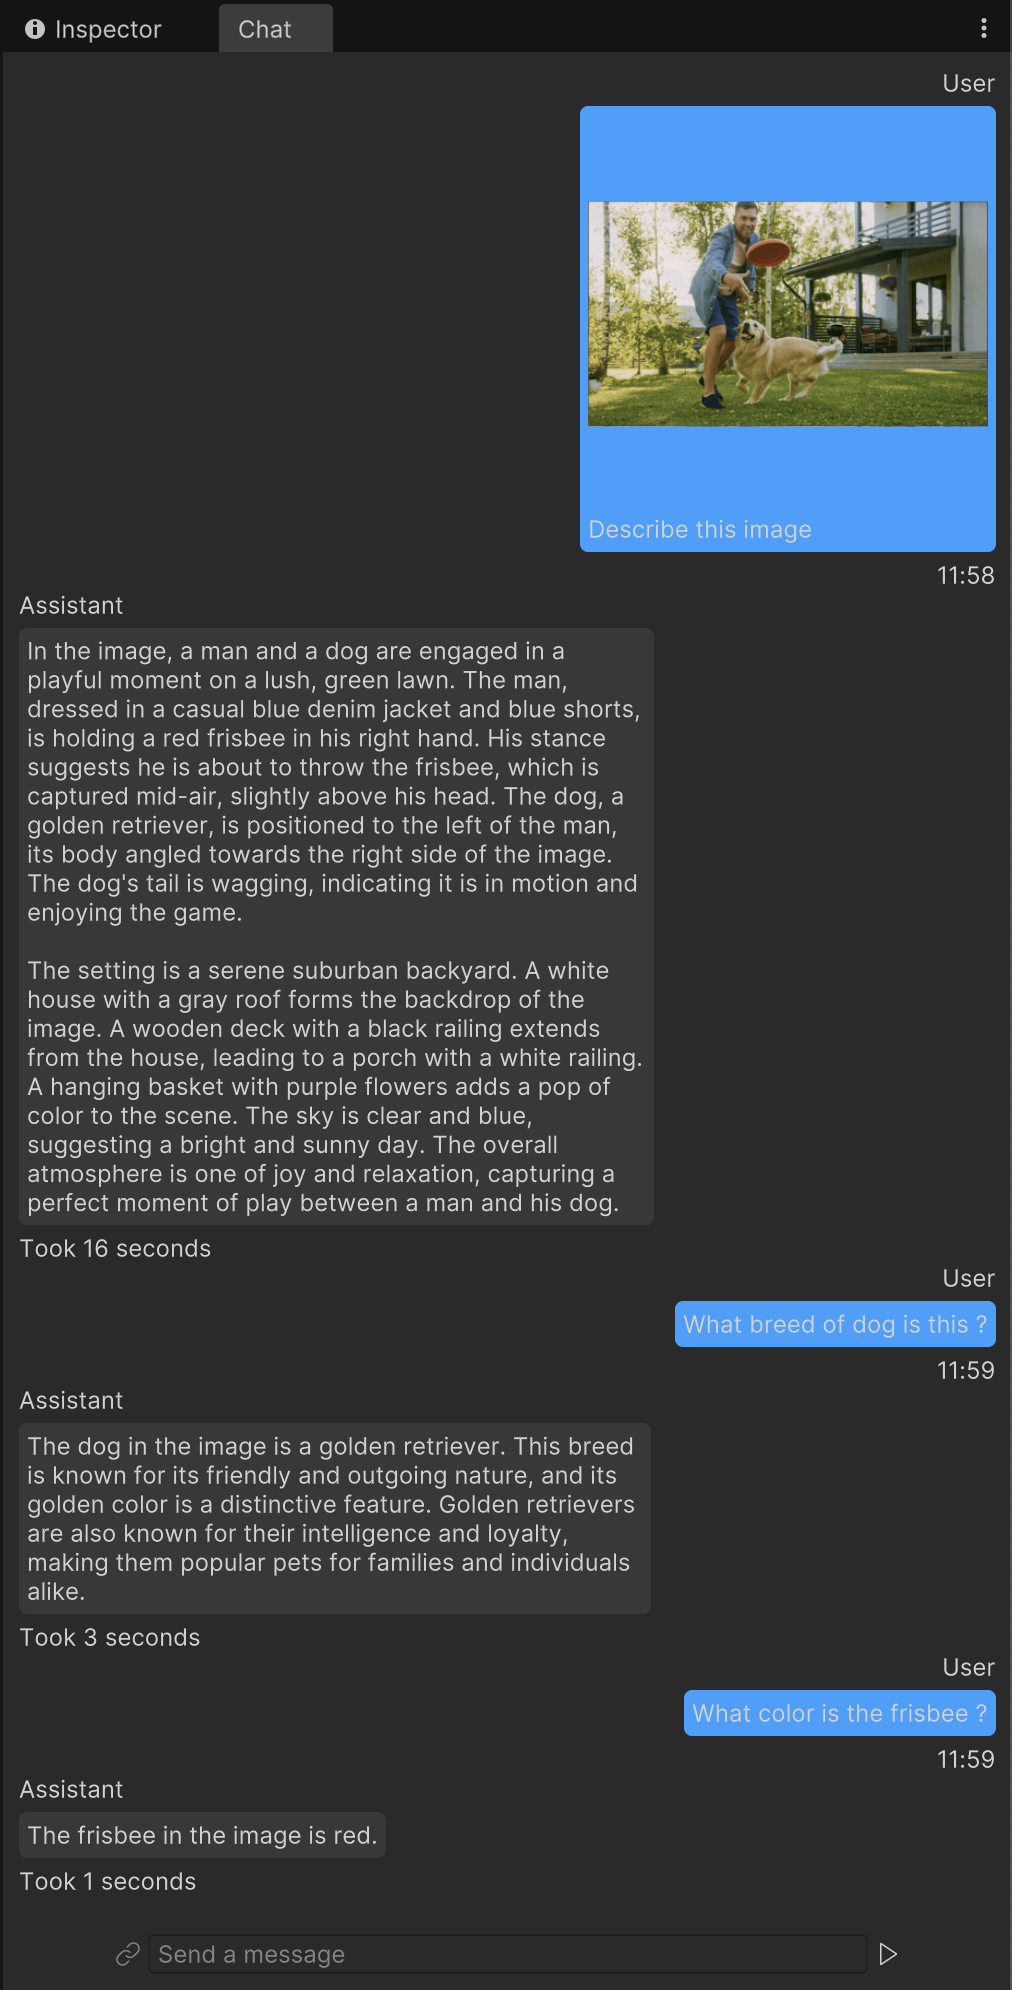 Inspector
Chat
User
Describe this image
11:58
Assistant
In the image, a man and a dog are engaged in a
playful moment on a lush, green lawn. The man,
dressed in a casual blue denim jacket and blue shorts,
is holding a red frisbee in his right hand. His stance
suggests he is about to throw the frisbee, which is
captured mid-air, slightly above his head. The dog, a
golden retriever, is positioned to the left of the man,
its body angled towards the right side of the image.
The dog's tail is wagging, indicating it is in motion and
enjoying the game.
The setting is a serene suburban backyard. A white
house with a gray roof forms the backdrop of the
image. A wooden deck with a black railing extends
from the house, leading to a porch with a white railing.
A hanging basket with purple flowers adds a pop of
color to the scene. The sky is clear and blue,
suggesting a bright and sunny day. The overall
atmosphere is one of joy and relaxation, capturing a
perfect moment of play between a man and his dog.
Took 16 seconds
User
What breed of dog is this ?
11:59
Assistant
The dog in the image is a golden retriever. This breed
is known for its friendly and outgoing nature, and its
golden color is a distinctive feature. Golden retrievers
are also known for their intelligence and loyalty,
making them popular pets for families and individuals
alike.
Took 3 seconds
User
What color is the frisbee ?
11:59
Assistant
The frisbee in the image is red.
Took 1 seconds
Send a message